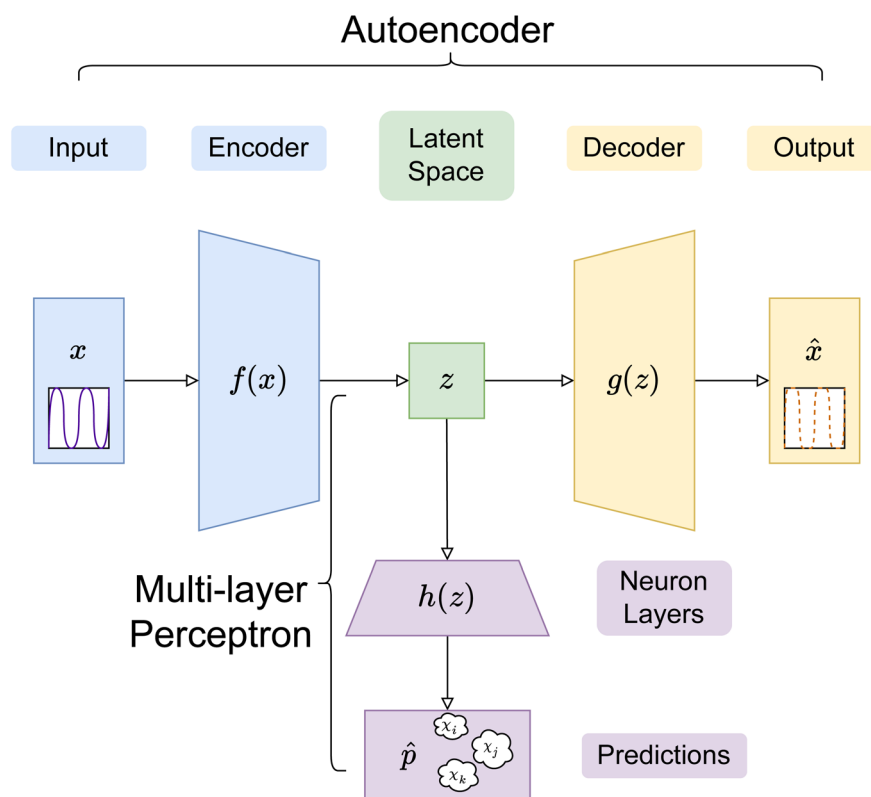 Autoencoder
Input
Encoder
Latent
Space
Decoder
Output
x
f(x)
z
g(z)
x̂
Multi-layer
Perceptron
h(z)
Neuron
Layers
p̂
χᵢ
χⱼ
χₖ
Predictions